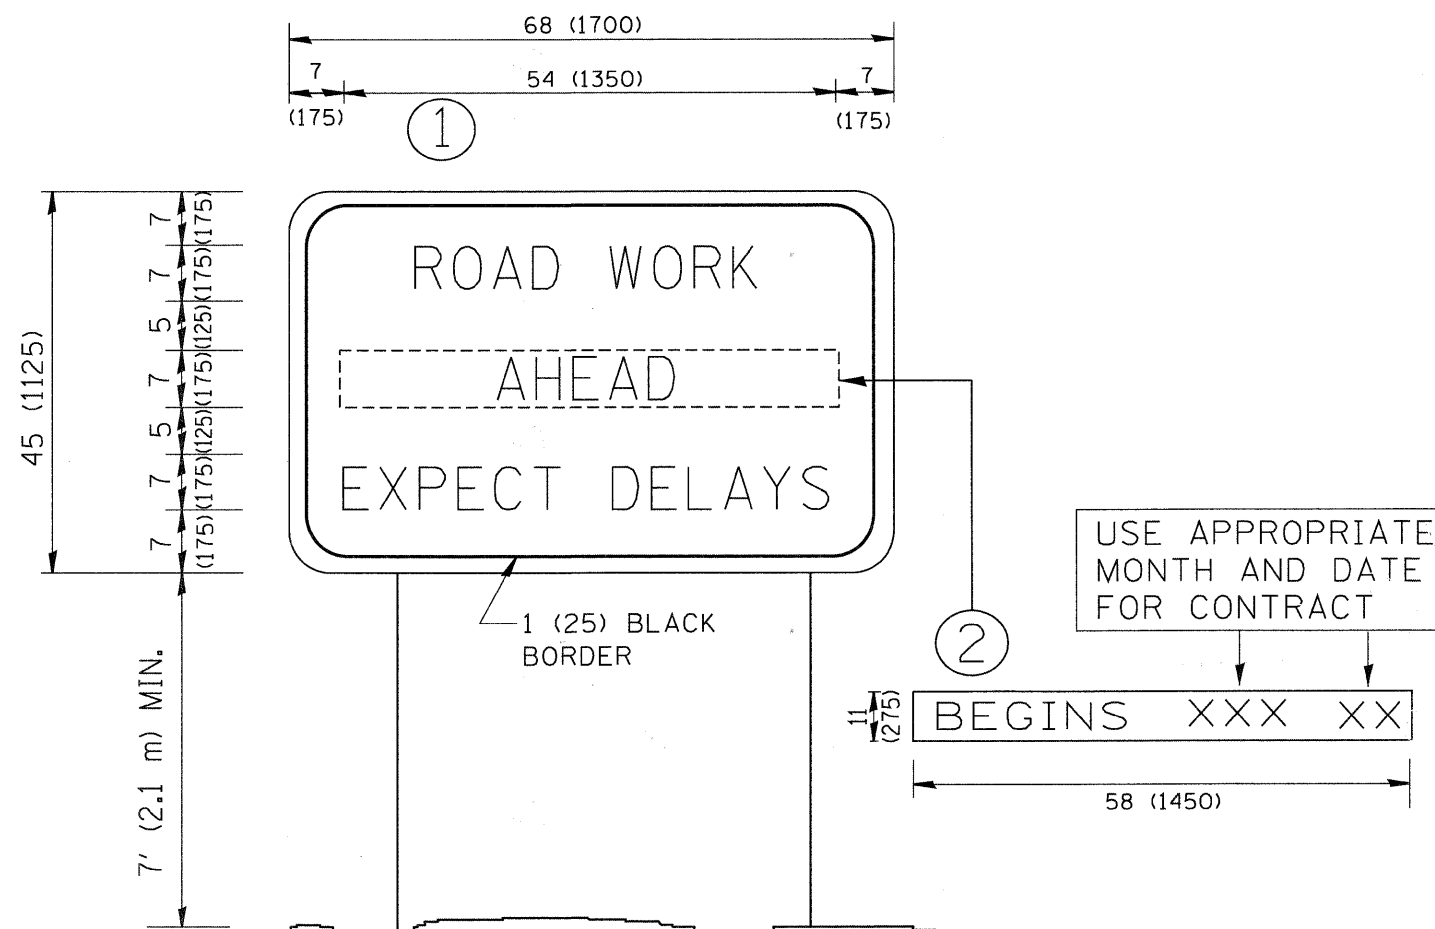 68 (1700)
7
54 (1350)
7
(175)
(175)
1
7
(175)
7
(175)
5
(125)
7
(175)
5
(125)
7
(175)
7
(175)
45 (1125)
ROAD WORK
AHEAD
EXPECT DELAYS
1 (25) BLACK
BORDER
7' (2.1 m) MIN.
2
USE APPROPRIATE
MONTH AND DATE
FOR CONTRACT
11
(275)
BEGINS XXX XX
58 (1450)